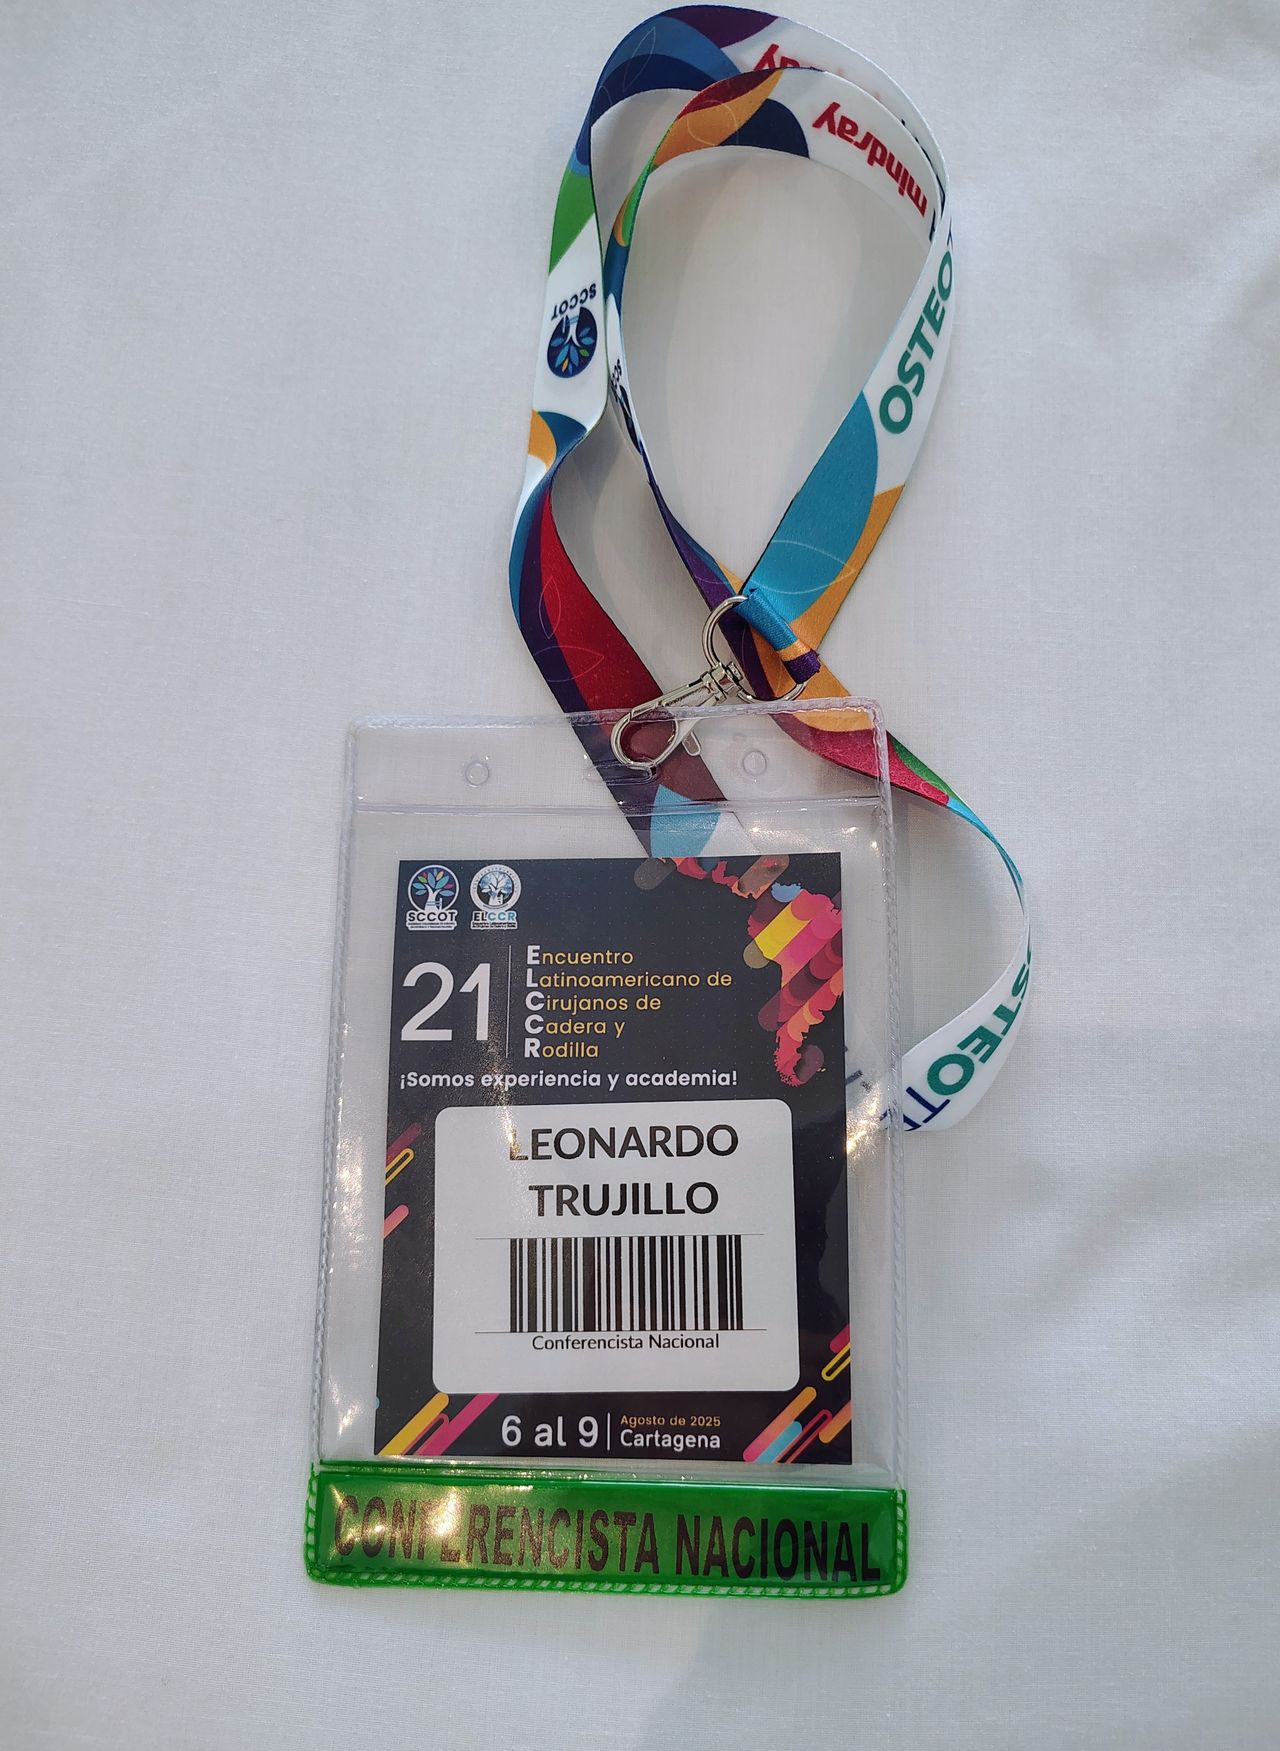 mindray
SCCOT
OSTEO
SCCOT
ELCCR
21
Encuentro
Latinoamericano de
Cirujanos de
Cadera y
Rodilla
¡Somos experiencia y academia!
LEONARDO
TRUJILLO
Conferencista Nacional
6 al 9
Agosto de 2025
Cartagena
CONFERENCISTA NACIONAL